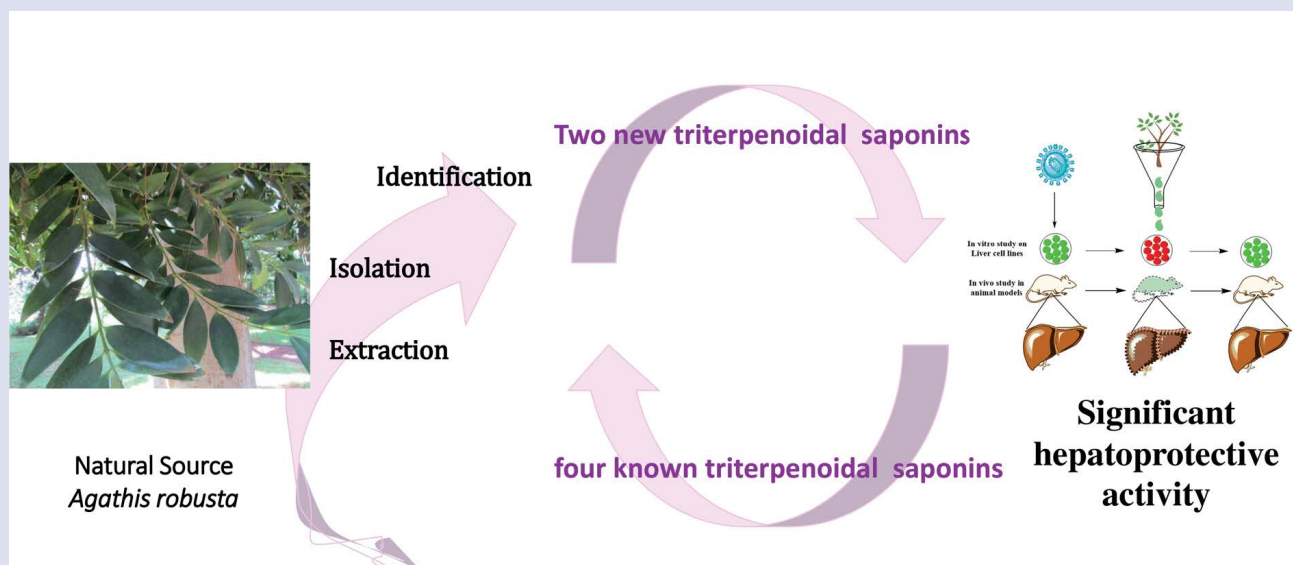 Identification
Isolation
Extraction
Natural Source
Agathis robusta
Two new triterpenoidal saponins
four known triterpenoidal saponins
In vitro study on
Liver cell lines
In vivo study in
animal models
Significant
hepatoprotective
activity